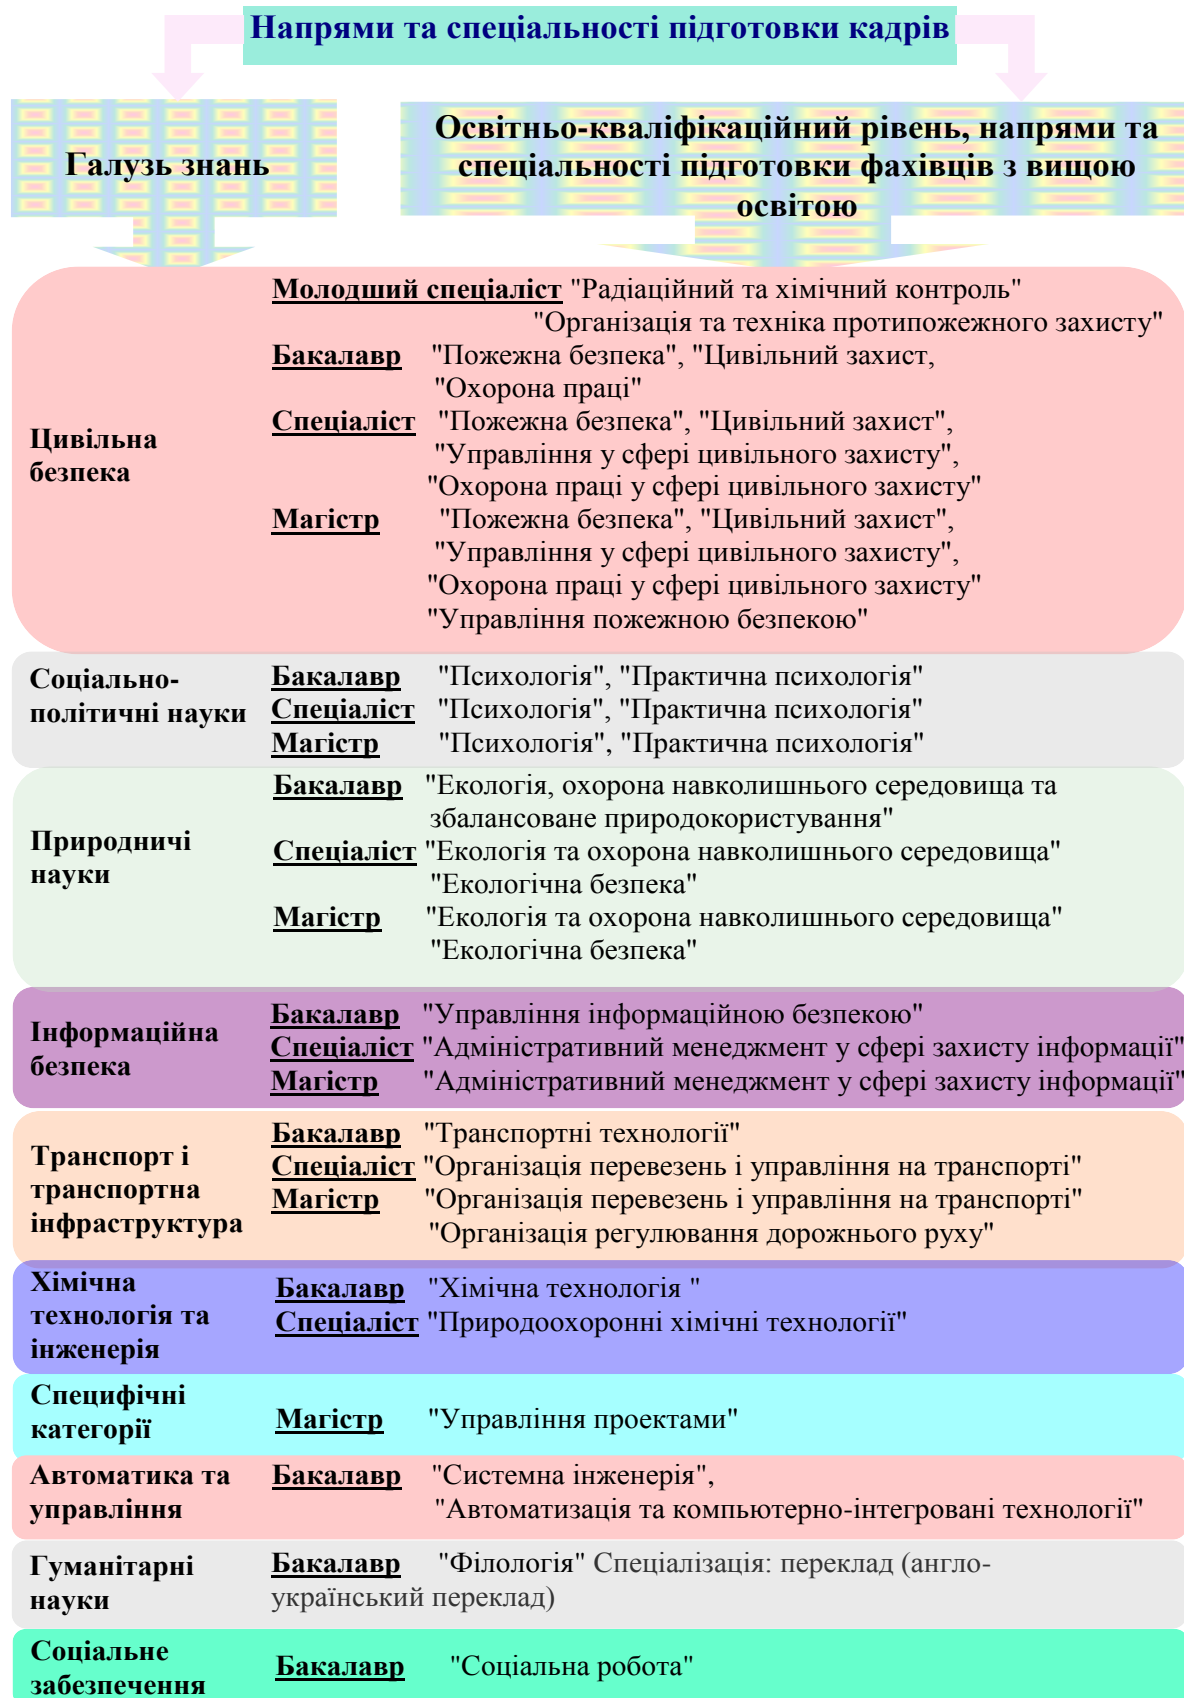 Напрями та спеціальності підготовки кадрів
Галузь знань
Освітньо-кваліфікаційний рівень, напрями та
спеціальності підготовки фахівців з вищою
освітою
Цивільна
безпека
Молодший спеціаліст "Радіаційний та хімічний контроль"
"Організація та техніка протипожежного захисту"
Бакалавр "Пожежна безпека", "Цивільний захист,
"Охорона праці"
Спеціаліст "Пожежна безпека", "Цивільний захист",
"Управління у сфері цивільного захисту",
"Охорона праці у сфері цивільного захисту"
Магістр "Пожежна безпека", "Цивільний захист",
"Управління у сфері цивільного захисту",
"Охорона праці у сфері цивільного захисту"
"Управління пожежною безпекою"
Соціально-
політичні науки
Бакалавр "Психологія", "Практична психологія"
Спеціаліст "Психологія", "Практична психологія"
Магістр "Психологія", "Практична психологія"
Природничі
науки
Бакалавр "Екологія, охорона навколишнього середовища та
збалансоване природокористування"
Спеціаліст "Екологія та охорона навколишнього середовища"
"Екологічна безпека"
Магістр "Екологія та охорона навколишнього середовища"
"Екологічна безпека"
Інформаційна
безпека
Бакалавр "Управління інформаційною безпекою"
Спеціаліст "Адміністративний менеджмент у сфері захисту інформації"
Магістр "Адміністративний менеджмент у сфері захисту інформації"
Транспорт і
транспортна
інфраструктура
Бакалавр "Транспортні технології"
Спеціаліст "Організація перевезень і управління на транспорті"
Магістр "Організація перевезень і управління на транспорті"
"Організація регулювання дорожнього руху"
Хімічна
технологія та
інженерія
Бакалавр "Хімічна технологія "
Спеціаліст "Природоохоронні хімічні технології"
Специфічні
категорії
Магістр "Управління проектами"
Автоматика та
управління
Бакалавр "Системна інженерія",
"Автоматизація та компьютерно-інтегровані технології"
Гуманітарні
науки
Бакалавр "Філологія" Спеціалізація: переклад (англо-
український переклад)
Соціальне
забезпечення
Бакалавр "Соціальна робота"